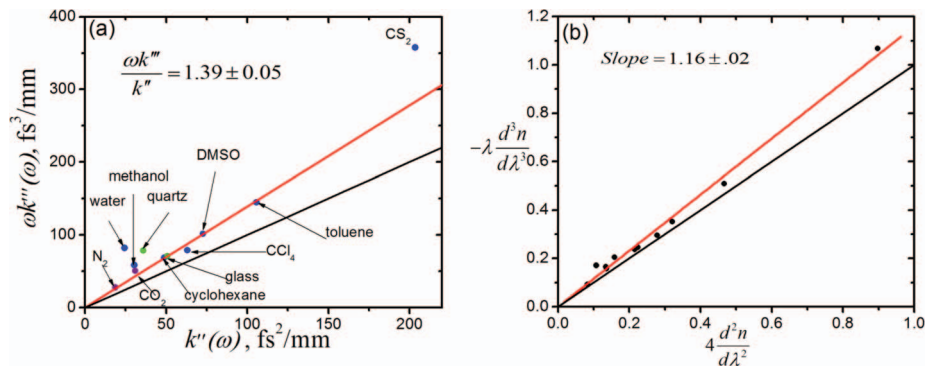 (a)
CS₂
ωk'''/k'' = 1.39 ± 0.05
DMSO
methanol
water
quartz
toluene
CCl₄
N₂
glass
CO₂
cyclohexane
400
300
200
100
0
ωk'''(ω), fs³/mm
0
50
100
150
200
k''(ω), fs²/mm
(b)
Slope = 1.16 ± .02
1.2
1.0
0.8
0.6
0.4
0.2
0.0
-λ d³n/dλ³
0.0
0.2
0.4
0.6
0.8
1.0
4 d²n/dλ²